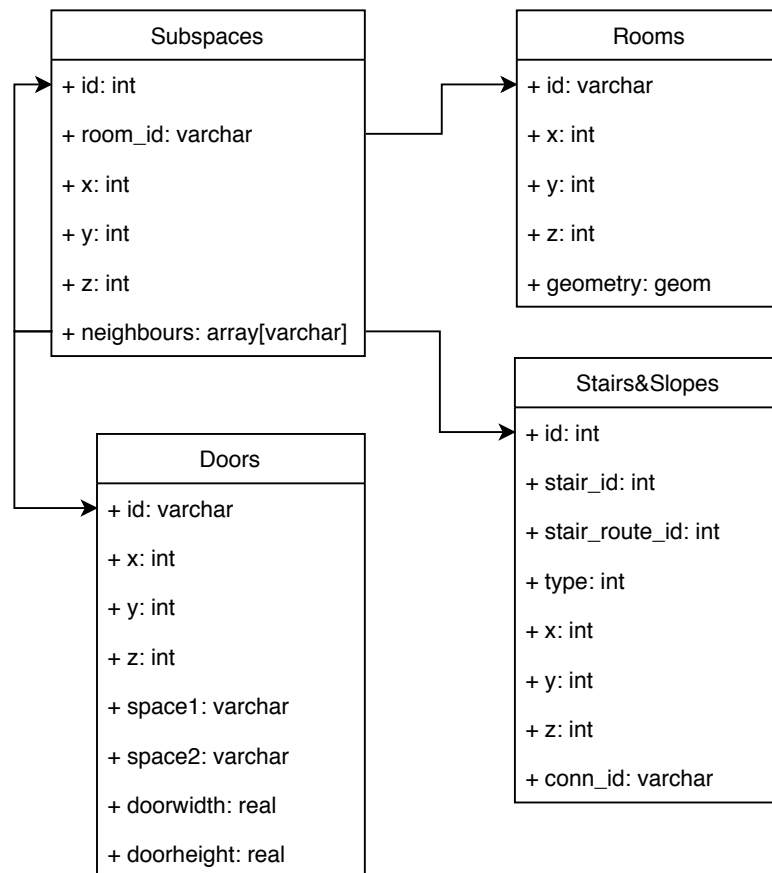 Subspaces
+ id: int
+ room_id: varchar
+ x: int
+ y: int
+ z: int
+ neighbours: array[varchar]
Rooms
+ id: varchar
+ x: int
+ y: int
+ z: int
+ geometry: geom
Doors
+ id: varchar
+ x: int
+ y: int
+ z: int
+ space1: varchar
+ space2: varchar
+ doorwidth: real
+ doorheight: real
Stairs&Slopes
+ id: int
+ stair_id: int
+ stair_route_id: int
+ type: int
+ x: int
+ y: int
+ z: int
+ conn_id: varchar